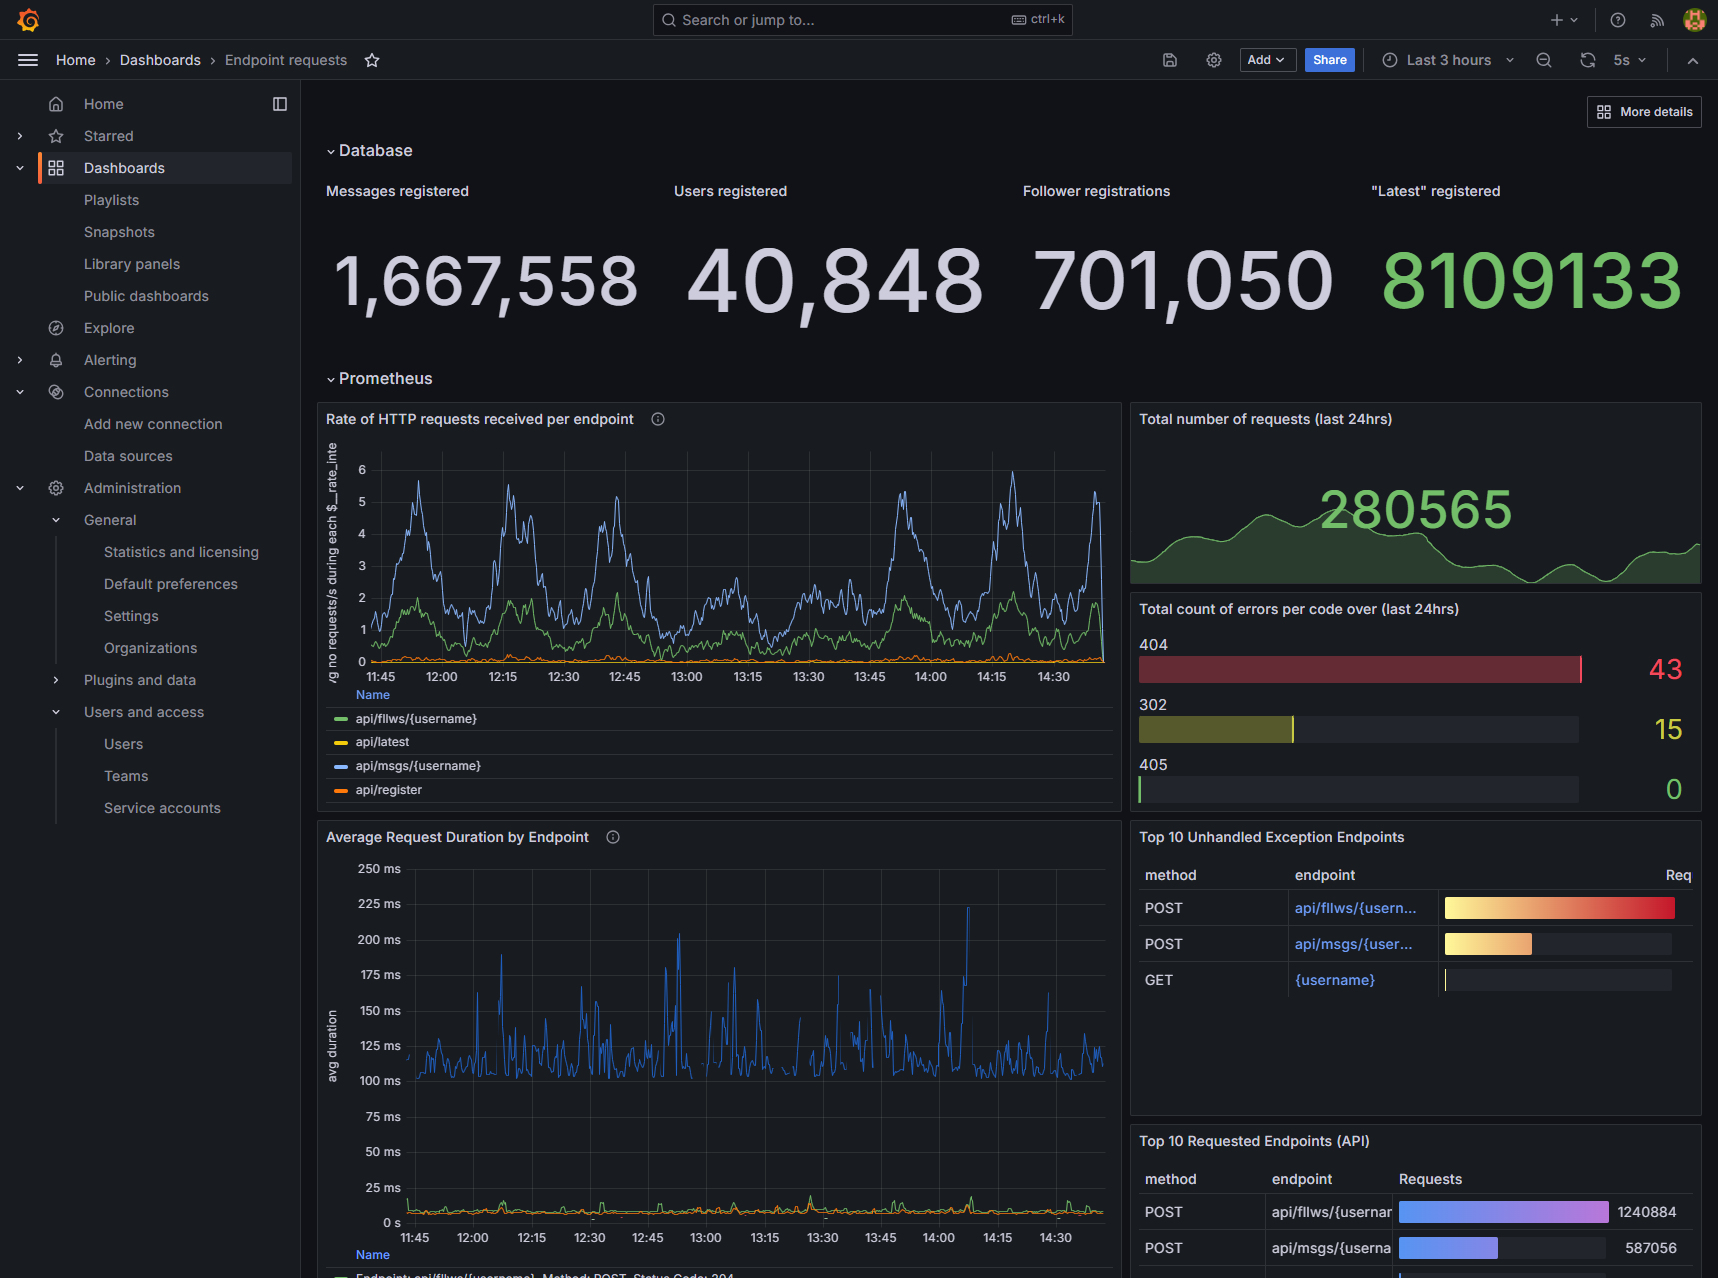 Search or jump to...
ctrl+k
Home › Dashboards › Endpoint requests
Add
Share
Last 3 hours
5s
Home
Starred
Dashboards
Playlists
Snapshots
Library panels
Public dashboards
Explore
Alerting
Connections
Add new connection
Data sources
Administration
General
Statistics and licensing
Default preferences
Settings
Organizations
Plugins and data
Users and access
Users
Teams
Service accounts
More details
Database
Messages registered
1,667,558
Users registered
40,848
Follower registrations
701,050
"Latest" registered
8109133
Prometheus
Rate of HTTP requests received per endpoint
no requests/s during each $__rate_inte
6
5
4
3
2
1
0
11:45 12:00 12:15 12:30 12:45 13:00 13:15 13:30 13:45 14:00 14:15 14:30
Name
api/fllws/{username}
api/latest
api/msgs/{username}
api/register
Total number of requests (last 24hrs)
280565
Total count of errors per code over (last 24hrs)
404
43
302
15
405
0
Average Request Duration by Endpoint
avg duration
250 ms
225 ms
200 ms
175 ms
150 ms
125 ms
100 ms
75 ms
50 ms
25 ms
0 s
11:45 12:00 12:15 12:30 12:45 13:00 13:15 13:30 13:45 14:00 14:15 14:30
Name
Endpoint: api/fllws/{username}, Method: POST, Status Code: 204
Top 10 Unhandled Exception Endpoints
method endpoint Req
POST api/fllws/{usern...
POST api/msgs/{user...
GET {username}
Top 10 Requested Endpoints (API)
method endpoint Requests
POST api/fllws/{usernar 1240884
POST api/msgs/{userna 587056